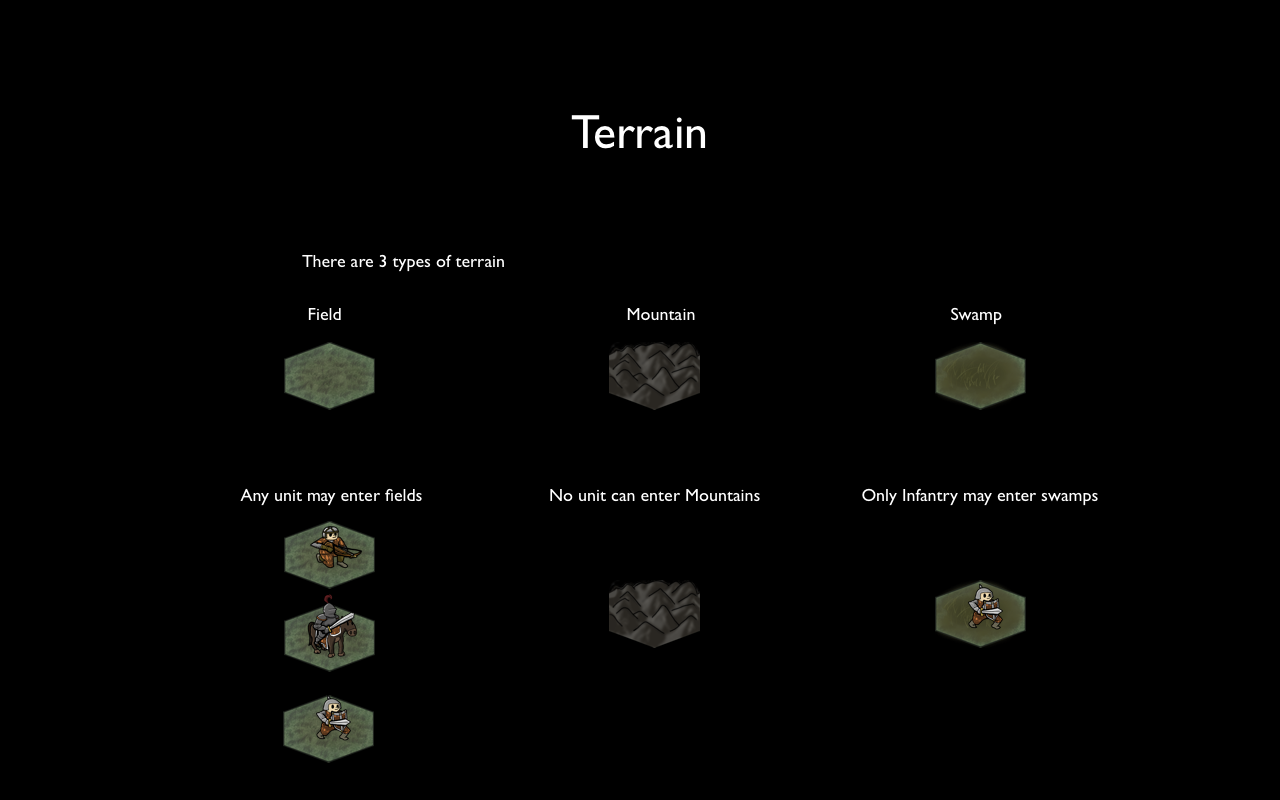 Terrain
There are 3 types of terrain
Field
Mountain
Swamp
Any unit may enter fields
No unit can enter Mountains
Only Infantry may enter swamps